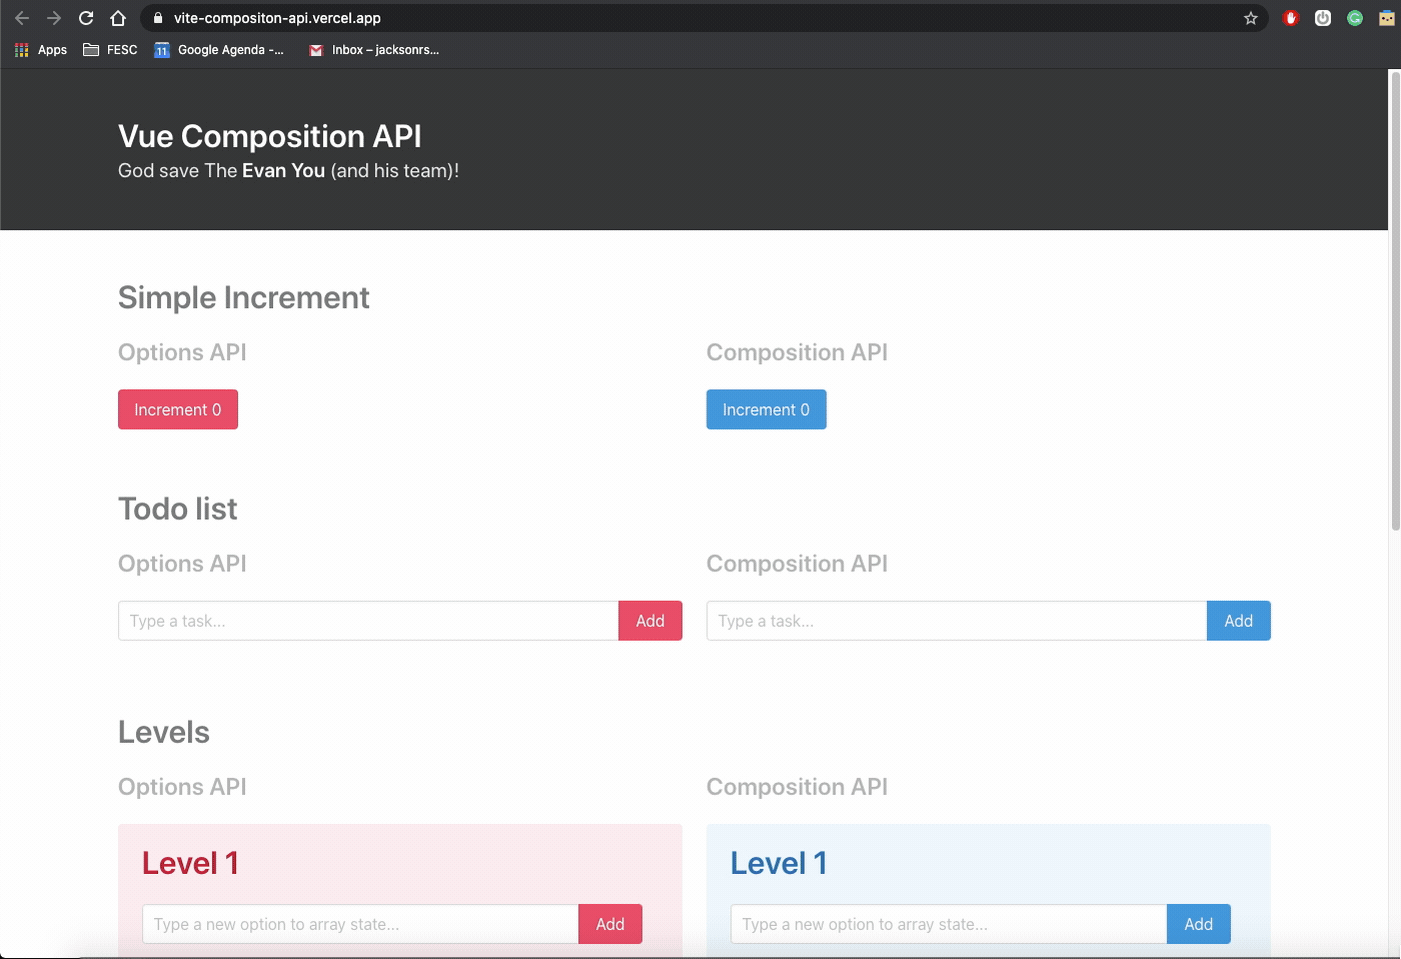 vite-compositon-api.vercel.app
Apps FESC 11 Google Agenda -... Inbox – jacksonrs...
Vue Composition API
God save The Evan You (and his team)!
Simple Increment
Options API Composition API
Increment 0 Increment 0
Todo list
Options API Composition API
Type a task... Add Type a task... Add
Levels
Options API Composition API
Level 1 Level 1
Type a new option to array state... Add Type a new option to array state... Add